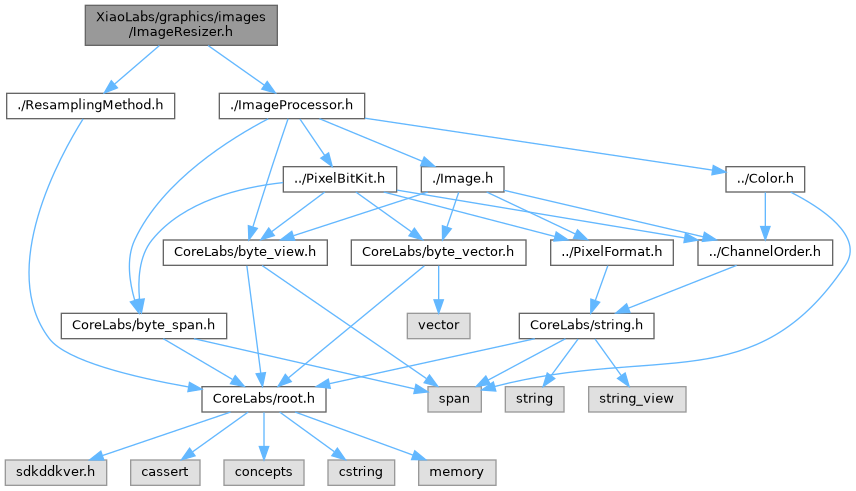 XiaoLabs/graphics/images
/ImageResizer.h
./ResamplingMethod.h
./ImageProcessor.h
../PixelBitKit.h
./Image.h
../Color.h
CoreLabs/byte_view.h
CoreLabs/byte_vector.h
../PixelFormat.h
../ChannelOrder.h
CoreLabs/byte_span.h
vector
CoreLabs/string.h
CoreLabs/root.h
span
string
string_view
sdkddkver.h
cassert
concepts
cstring
memory